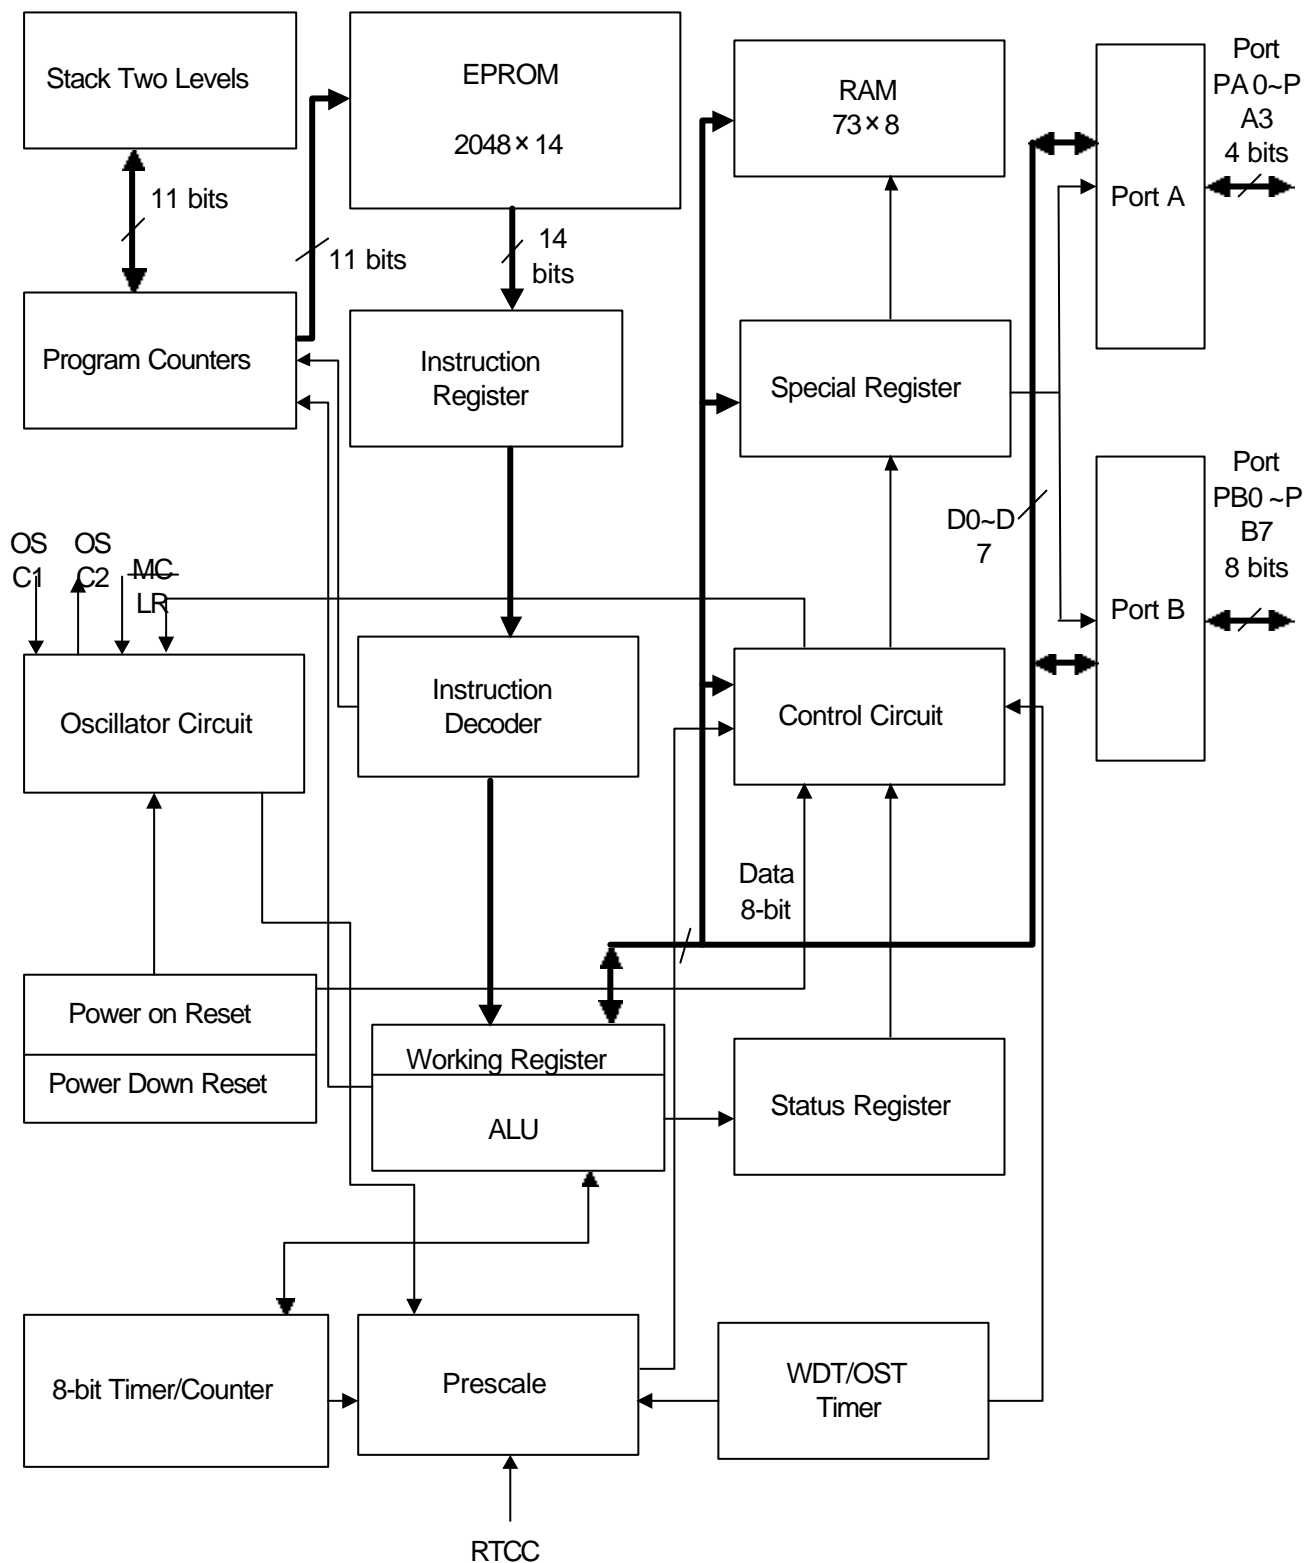 Stack Two Levels
EPROM
2048×14
RAM
73×8
Port
PA0~P
A3
4 bits
Port A
11 bits
11 bits
14
bits
Program Counters
Instruction
Register
Special Register
Port
PB0~P
B7
8 bits
Port B
D0~D
7
OS
C1
OS
C2
MC
LR
Oscillator Circuit
Instruction
Decoder
Control Circuit
Data
8-bit
Power on Reset
Power Down Reset
Working Register
ALU
Status Register
8-bit Timer/Counter
Prescale
WDT/OST
Timer
RTCC